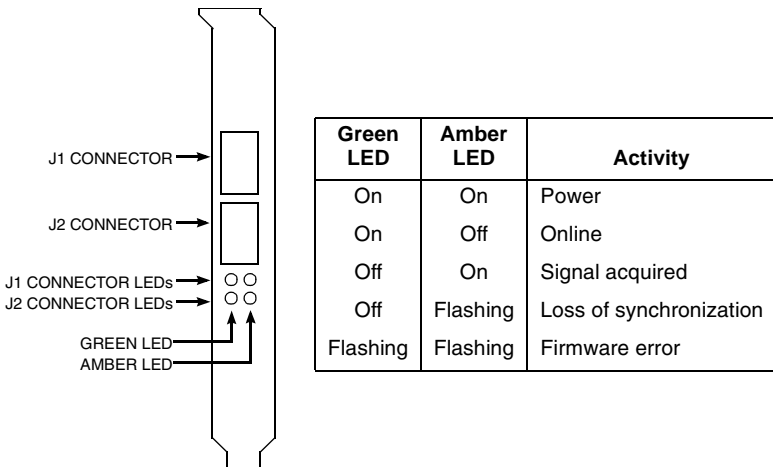 J1 CONNECTOR
J2 CONNECTOR
J1 CONNECTOR LEDs
J2 CONNECTOR LEDs
GREEN LED
AMBER LED
Green LED Amber LED Activity
On On Power
On Off Online
Off On Signal acquired
Off Flashing Loss of synchronization
Flashing Flashing Firmware error